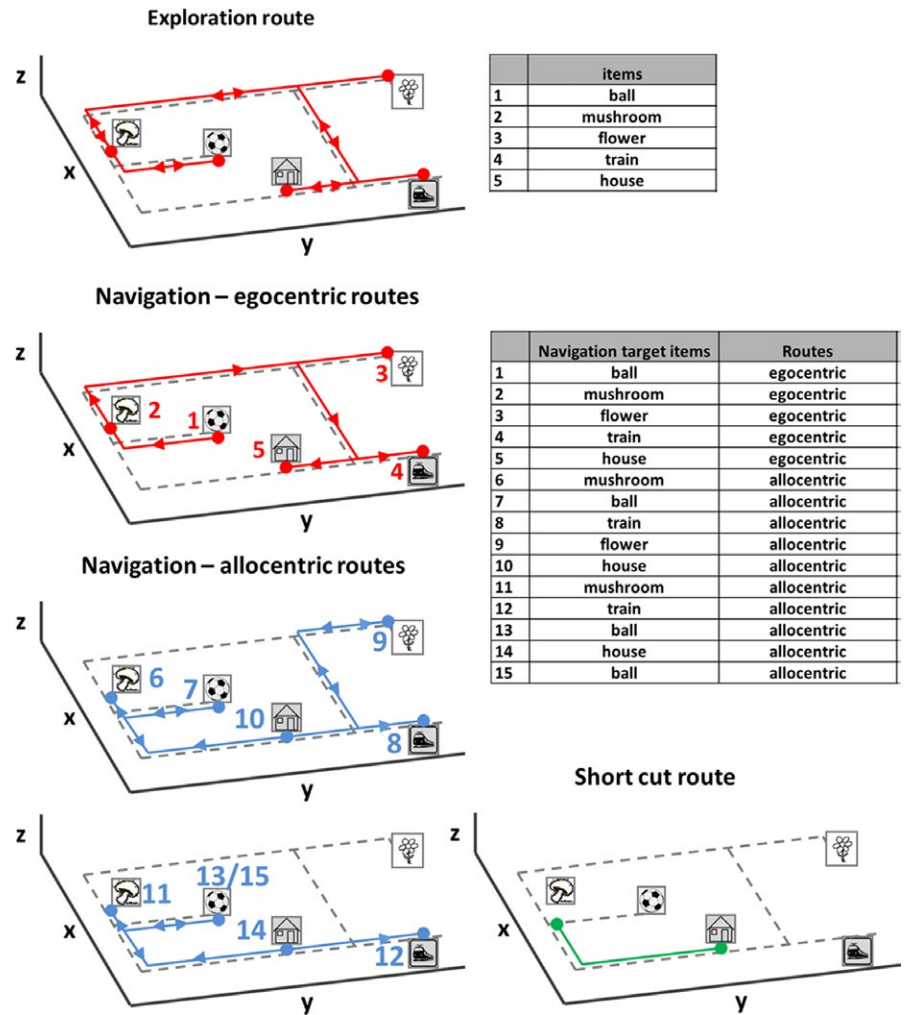 Exploration route
z
x
y
items
1 ball
2 mushroom
3 flower
4 train
5 house
Navigation – egocentric routes
z
x
y
2
1
3
5
4
Navigation target items Routes
1 ball egocentric
2 mushroom egocentric
3 flower egocentric
4 train egocentric
5 house egocentric
6 mushroom allocentric
7 ball allocentric
8 train allocentric
9 flower allocentric
10 house allocentric
11 mushroom allocentric
12 train allocentric
13 ball allocentric
14 house allocentric
15 ball allocentric
Navigation – allocentric routes
z
x
y
6
7
9
10
8
z
x
y
11
13/15
14
12
Short cut route
z
x
y